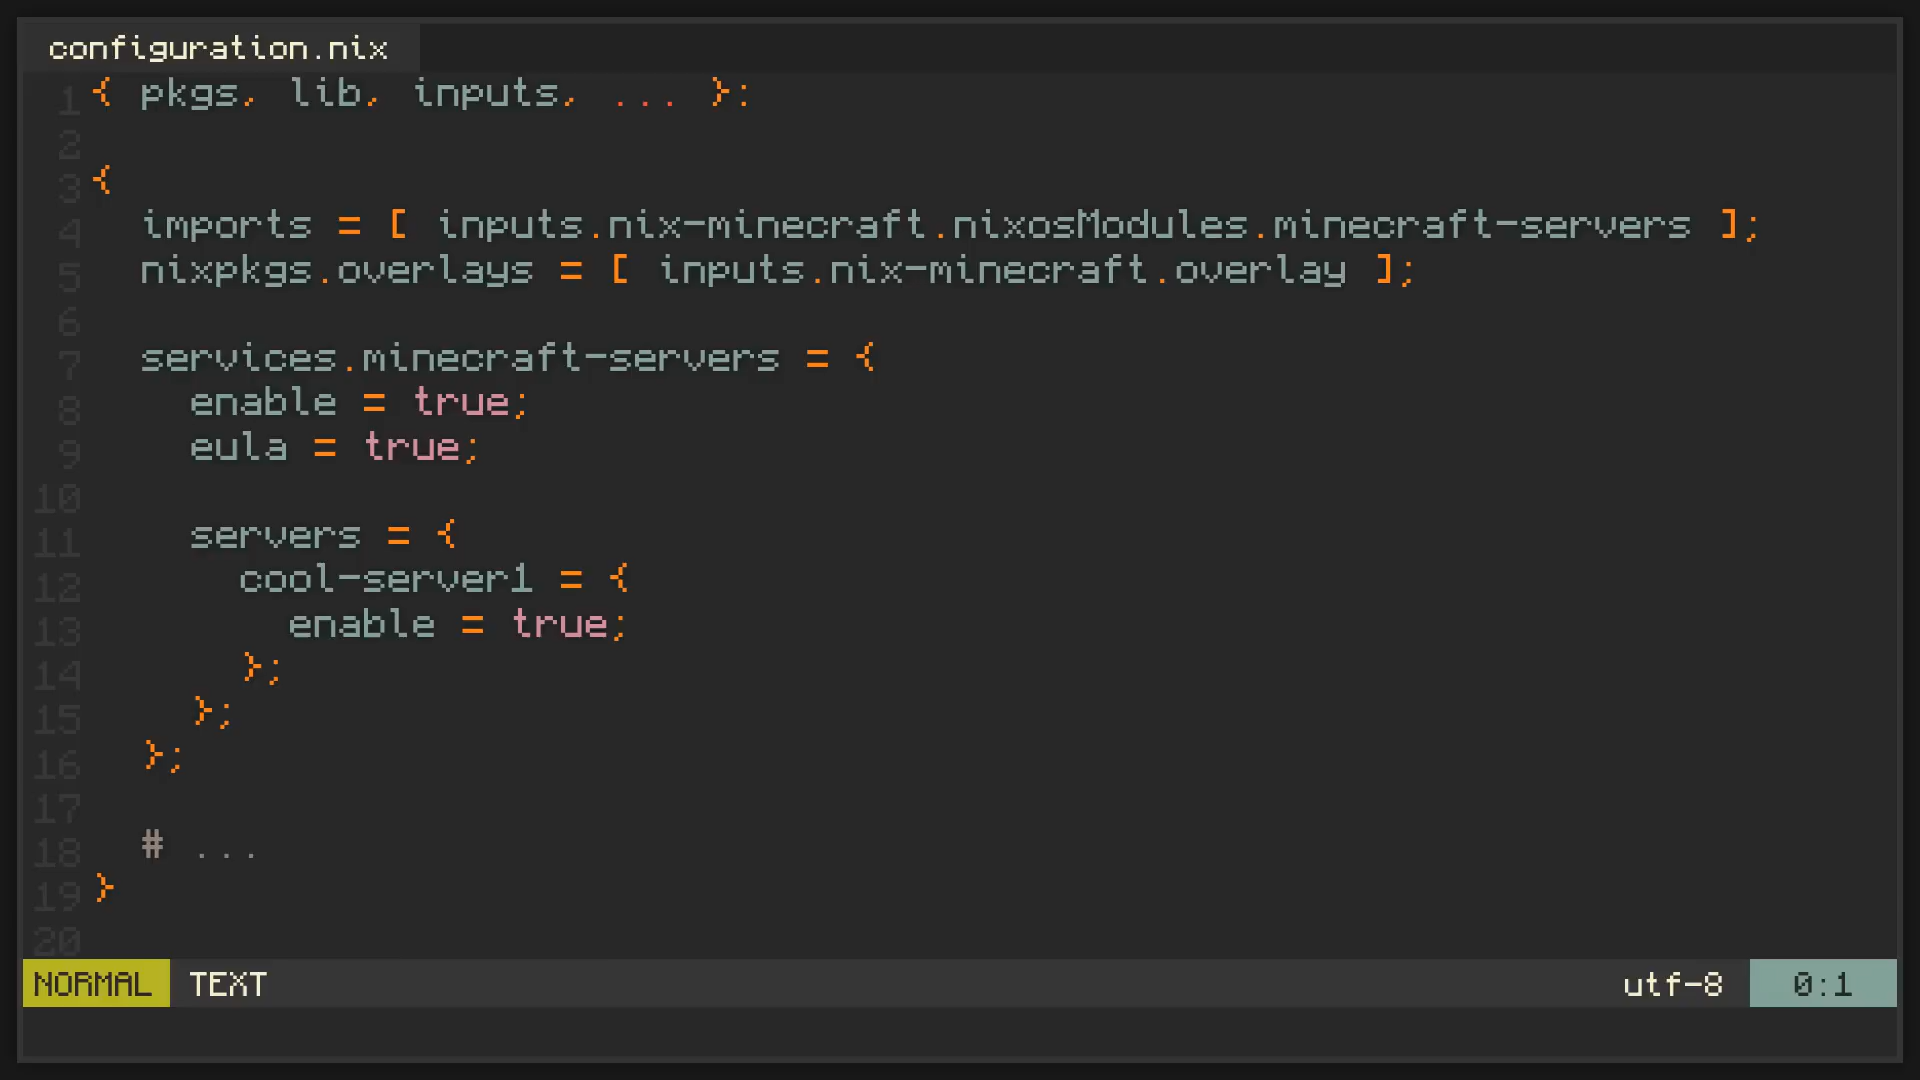 configuration.nix
1 { pkgs, lib, inputs, ... }:
2
3 {
4   imports = [ inputs.nix-minecraft.nixosModules.minecraft-servers ];
5   nixpkgs.overlays = [ inputs.nix-minecraft.overlay ];
6
7   services.minecraft-servers = {
8     enable = true;
9     eula = true;
10
11     servers = {
12       cool-server1 = {
13         enable = true;
14       };
15     };
16   };
17
18   # ...
19 }
20
NORMAL TEXT utf-8 0:1